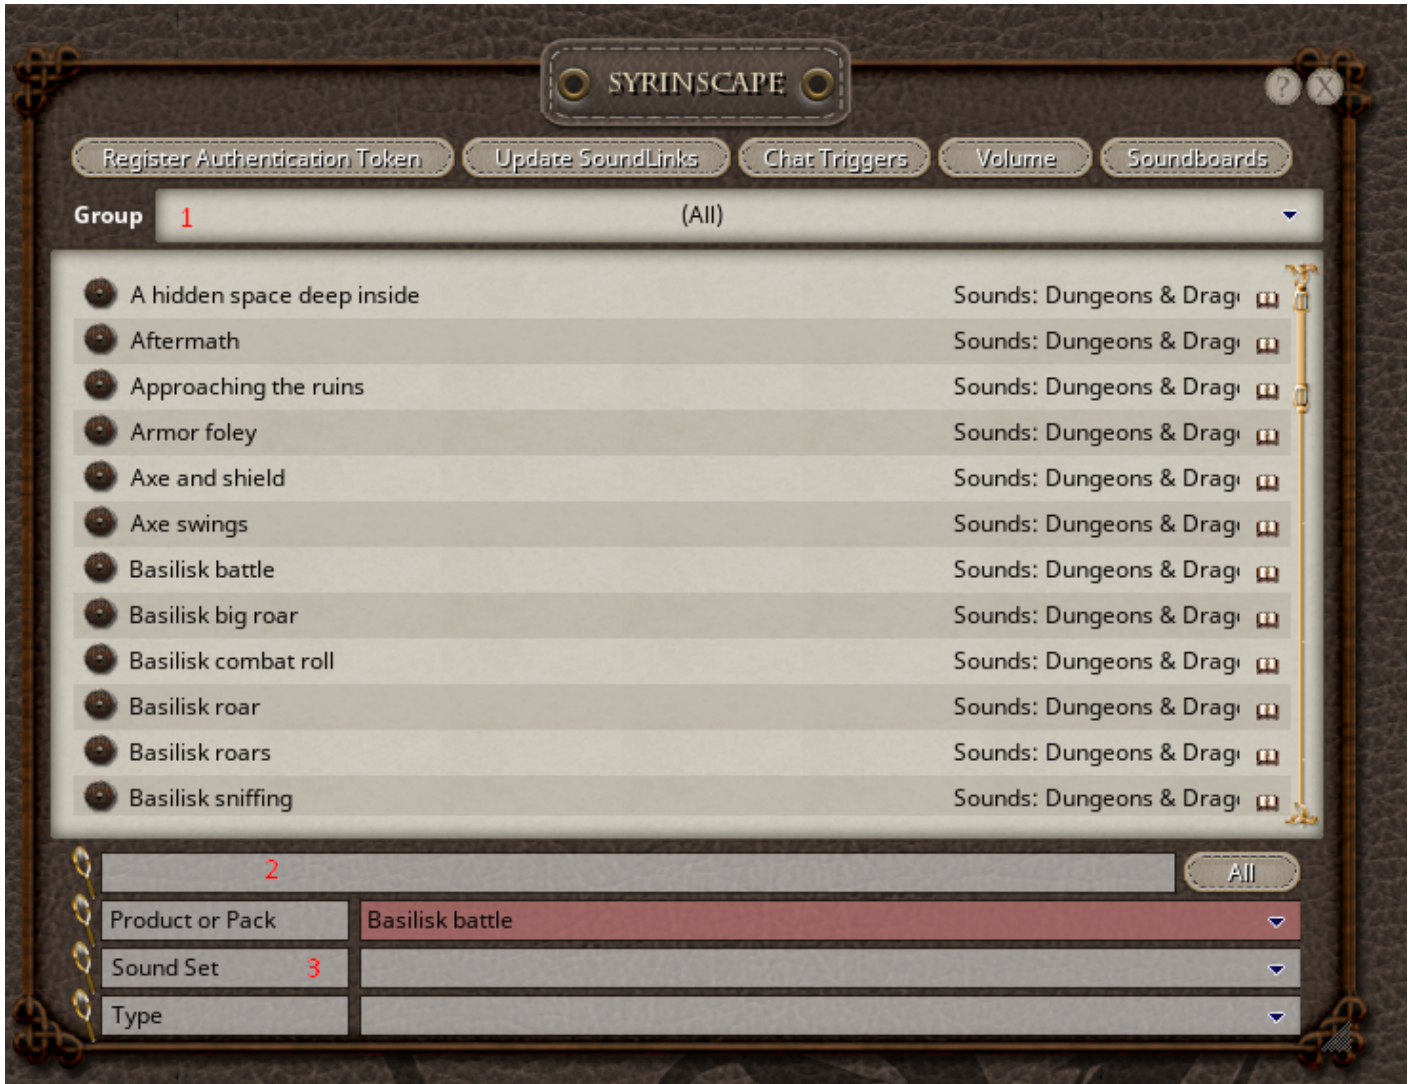 SYRINSCAPE
? X
Register Authentication Token Update SoundLinks Chat Triggers Volume Soundboards
Group 1 (All)
A hidden space deep inside Sounds: Dungeons & Drag
Aftermath Sounds: Dungeons & Drag
Approaching the ruins Sounds: Dungeons & Drag
Armor foley Sounds: Dungeons & Drag
Axe and shield Sounds: Dungeons & Drag
Axe swings Sounds: Dungeons & Drag
Basilisk battle Sounds: Dungeons & Drag
Basilisk big roar Sounds: Dungeons & Drag
Basilisk combat roll Sounds: Dungeons & Drag
Basilisk roar Sounds: Dungeons & Drag
Basilisk roars Sounds: Dungeons & Drag
Basilisk sniffing Sounds: Dungeons & Drag
2 All
Product or Pack Basilisk battle
Sound Set 3
Type